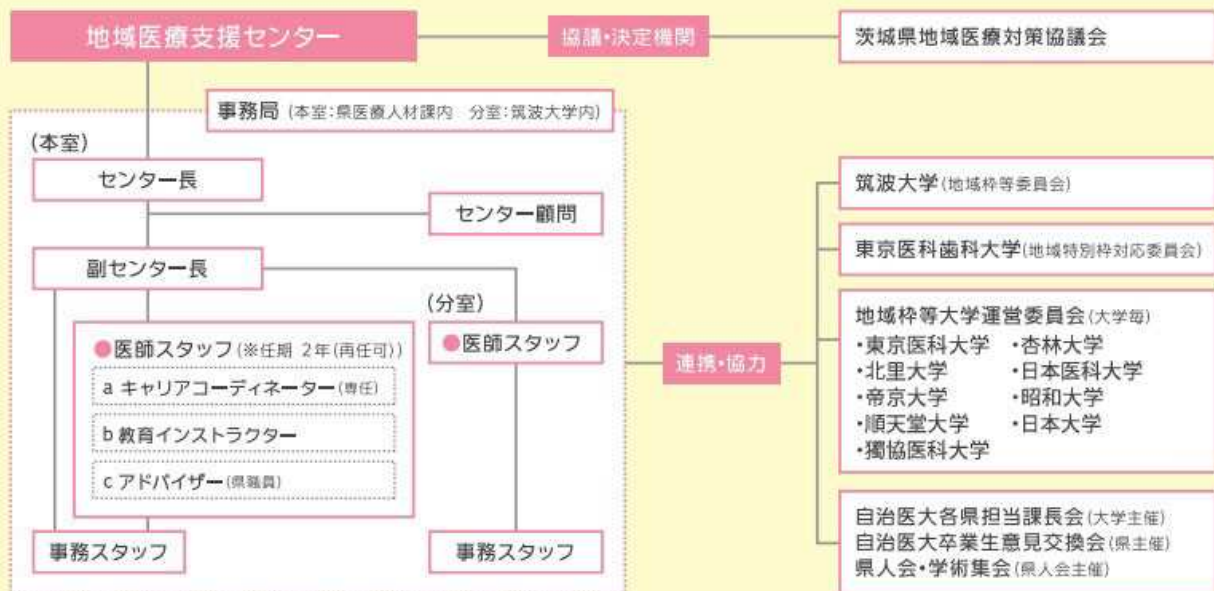 地域医療支援センター
協議・決定機関
茨城県地域医療対策協議会
事務局 (本室:県医療人材課内 分室:筑波大学内)
(本室)
センター長
センター顧問
副センター長
(分室)
●医師スタッフ(※任期 2年(再任可))
a キャリアコーディネーター(専任)
b 教育インストラクター
c アドバイザー(県職員)
●医師スタッフ
事務スタッフ
事務スタッフ
連携・協力
筑波大学(地域枠等委員会)
東京医科歯科大学(地域特別枠対応委員会)
地域枠等大学運営委員会(大学毎)
・東京医科大学 ・杏林大学
・北里大学 ・日本医科大学
・帝京大学 ・昭和大学
・順天堂大学 ・日本大学
・獨協医科大学
自治医大各県担当課長会(大学主催)
自治医大卒業生意見交換会(県主催)
県人会・学術集会(県人会主催)